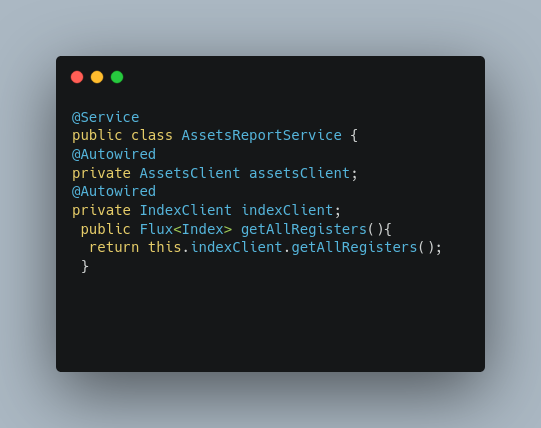 @Service
public class AssetsReportService {
@Autowired
private AssetsClient assetsClient;
@Autowired
private IndexClient indexClient;
 public Flux<Index> getAllRegisters(){
  return this.indexClient.getAllRegisters();
 }